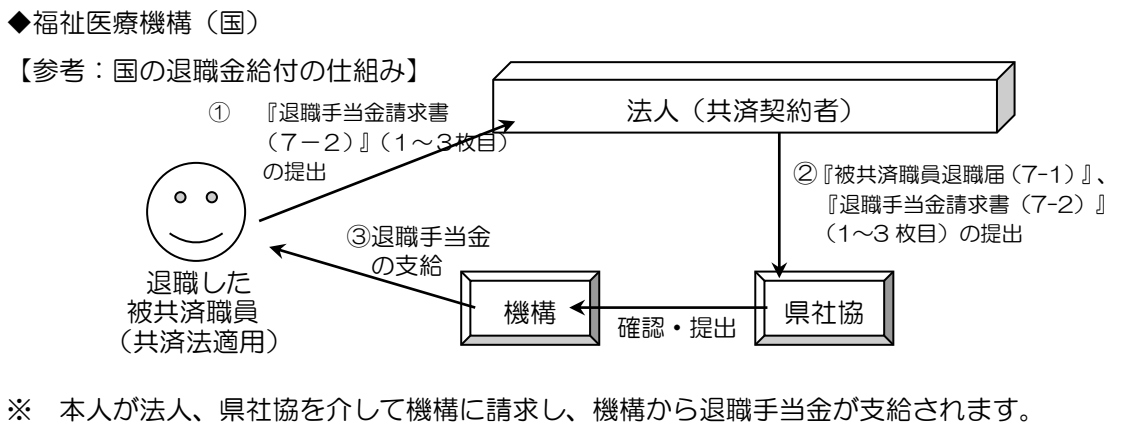 ◆福祉医療機構（国）
【参考：国の退職金給付の仕組み】
① 『退職手当金請求書
（７－２）』（１～３枚目）
の提出
法人（共済契約者）
②『被共済職員退職届（7-1）』、
『退職手当金請求書（7-2）』
（1～3 枚目）の提出
③退職手当金
の支給
退職した
被共済職員
（共済法適用）
機構
確認・提出
県社協
※　本人が法人、県社協を介して機構に請求し、機構から退職手当金が支給されます。